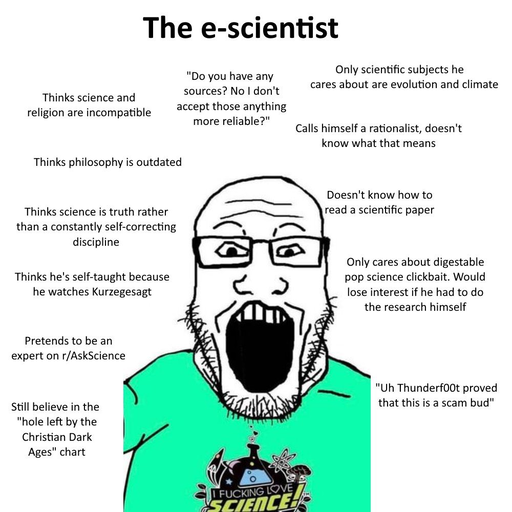 The e-scientist
"Do you have any
sources? No I don't
accept those anything
more reliable?"
Only scientific subjects he
cares about are evolution and climate
Thinks science and
religion are incompatible
Calls himself a rationalist, doesn't
know what that means
Thinks philosophy is outdated
Doesn't know how to
read a scientific paper
Thinks science is truth rather
than a constantly self-correcting
discipline
Only cares about digestable
pop science clickbait. Would
lose interest if he had to do
the research himself
Thinks he's self-taught because
he watches Kurzegesagt
Pretends to be an
expert on r/AskScience
"Uh Thunderf00t proved
that this is a scam bud"
Still believe in the
"hole left by the
Christian Dark
Ages" chart
I FUCKING LOVE
SCIENCE!